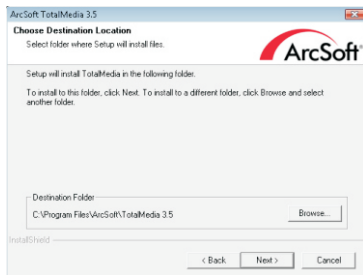 ArcSoft TotalMedia 3.5
Choose Destination Location
Select folder where Setup will install files.
ArcSoft
Setup will install TotalMedia in the following folder.
To install to this folder, click Next. To install to a different folder, click Browse and select
another folder.
Destination Folder
C:\Program Files\ArcSoft\TotalMedia 3.5
Browse...
InstallShield
< Back
Next >
Cancel